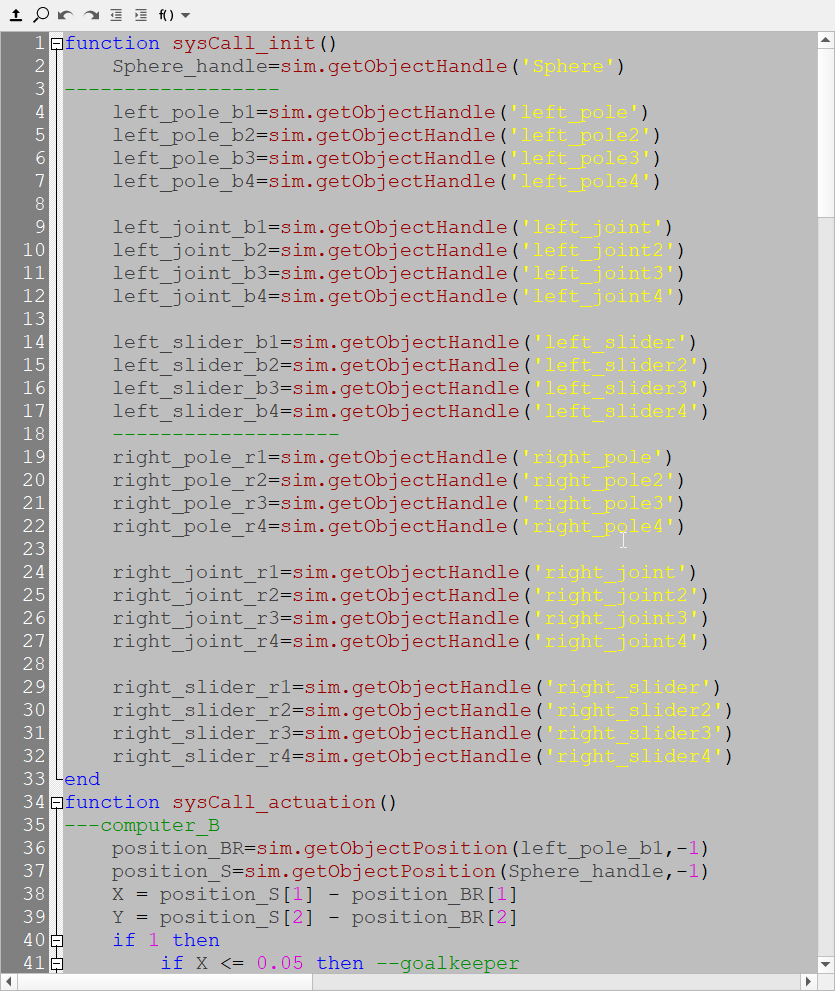 f()
1 function sysCall_init()
2     Sphere_handle=sim.getObjectHandle('Sphere')
3 ------------------
4     left_pole_b1=sim.getObjectHandle('left_pole')
5     left_pole_b2=sim.getObjectHandle('left_pole2')
6     left_pole_b3=sim.getObjectHandle('left_pole3')
7     left_pole_b4=sim.getObjectHandle('left_pole4')
8
9     left_joint_b1=sim.getObjectHandle('left_joint')
10     left_joint_b2=sim.getObjectHandle('left_joint2')
11     left_joint_b3=sim.getObjectHandle('left_joint3')
12     left_joint_b4=sim.getObjectHandle('left_joint4')
13
14     left_slider_b1=sim.getObjectHandle('left_slider')
15     left_slider_b2=sim.getObjectHandle('left_slider2')
16     left_slider_b3=sim.getObjectHandle('left_slider3')
17     left_slider_b4=sim.getObjectHandle('left_slider4')
18     -------------------
19     right_pole_r1=sim.getObjectHandle('right_pole')
20     right_pole_r2=sim.getObjectHandle('right_pole2')
21     right_pole_r3=sim.getObjectHandle('right_pole3')
22     right_pole_r4=sim.getObjectHandle('right_pole4')
23
24     right_joint_r1=sim.getObjectHandle('right_joint')
25     right_joint_r2=sim.getObjectHandle('right_joint2')
26     right_joint_r3=sim.getObjectHandle('right_joint3')
27     right_joint_r4=sim.getObjectHandle('right_joint4')
28
29     right_slider_r1=sim.getObjectHandle('right_slider')
30     right_slider_r2=sim.getObjectHandle('right_slider2')
31     right_slider_r3=sim.getObjectHandle('right_slider3')
32     right_slider_r4=sim.getObjectHandle('right_slider4')
33 end
34 function sysCall_actuation()
35 ---computer_B
36     position_BR=sim.getObjectPosition(left_pole_b1,-1)
37     position_S=sim.getObjectPosition(Sphere_handle,-1)
38     X = position_S[1] - position_BR[1]
39     Y = position_S[2] - position_BR[2]
40     if 1 then
41         if X <= 0.05 then --goalkeeper